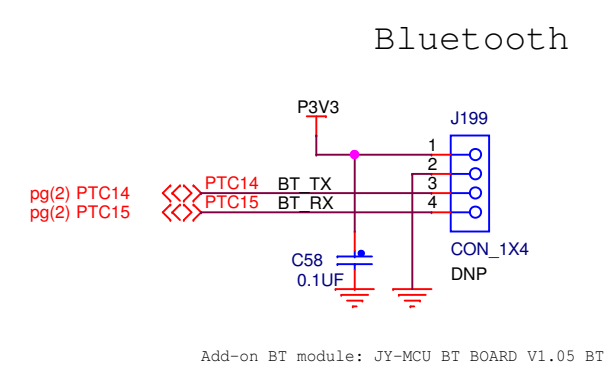 Bluetooth
P3V3
J199
1
2
pg(2) PTC14 PTC14 BT_TX 3
pg(2) PTC15 PTC15 BT_RX 4
C58
0.1UF
CON_1X4
DNP
Add-on BT module: JY-MCU BT BOARD V1.05 BT